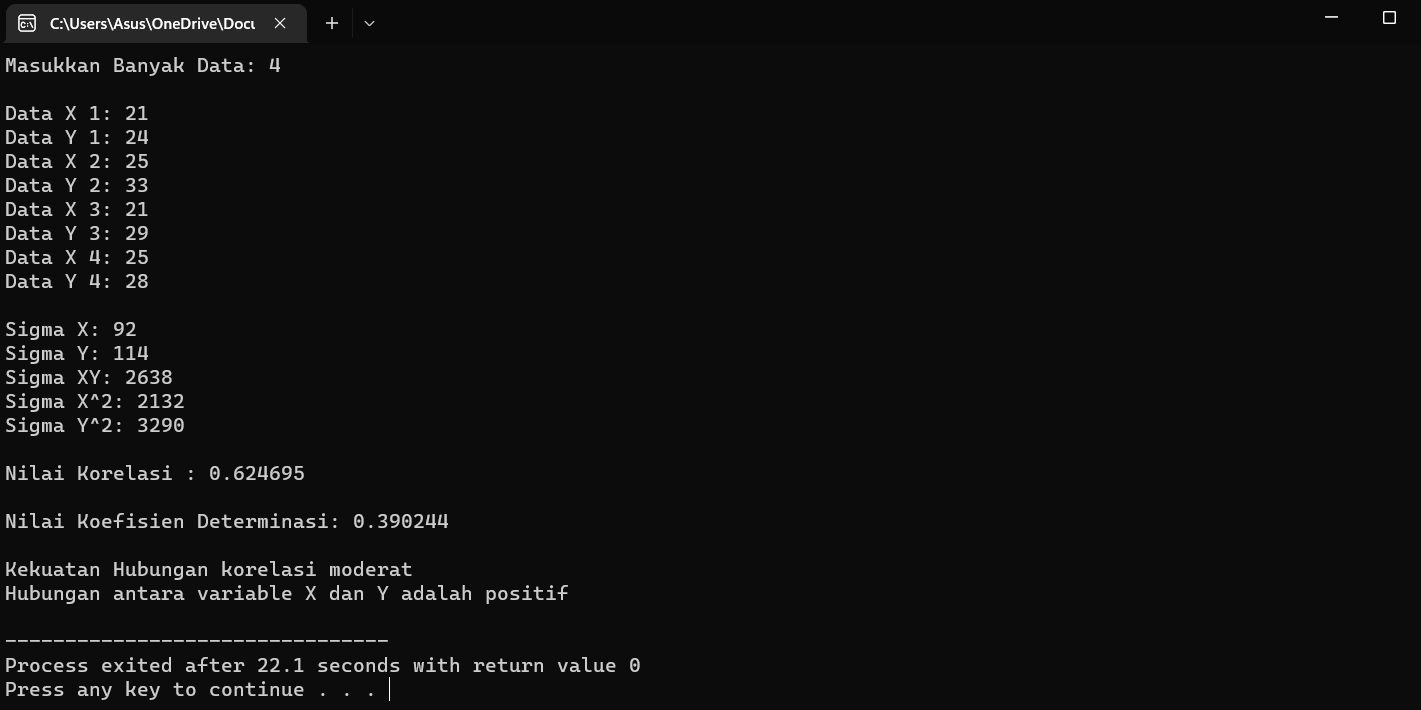 C:\Users\Asus\OneDrive\Docu
Masukkan Banyak Data: 4
Data X 1: 21
Data Y 1: 24
Data X 2: 25
Data Y 2: 33
Data X 3: 21
Data Y 3: 29
Data X 4: 25
Data Y 4: 28
Sigma X: 92
Sigma Y: 114
Sigma XY: 2638
Sigma X^2: 2132
Sigma Y^2: 3290
Nilai Korelasi : 0.624695
Nilai Koefisien Determinasi: 0.390244
Kekuatan Hubungan korelasi moderat
Hubungan antara variable X dan Y adalah positif
--------------------------------
Process exited after 22.1 seconds with return value 0
Press any key to continue . . .